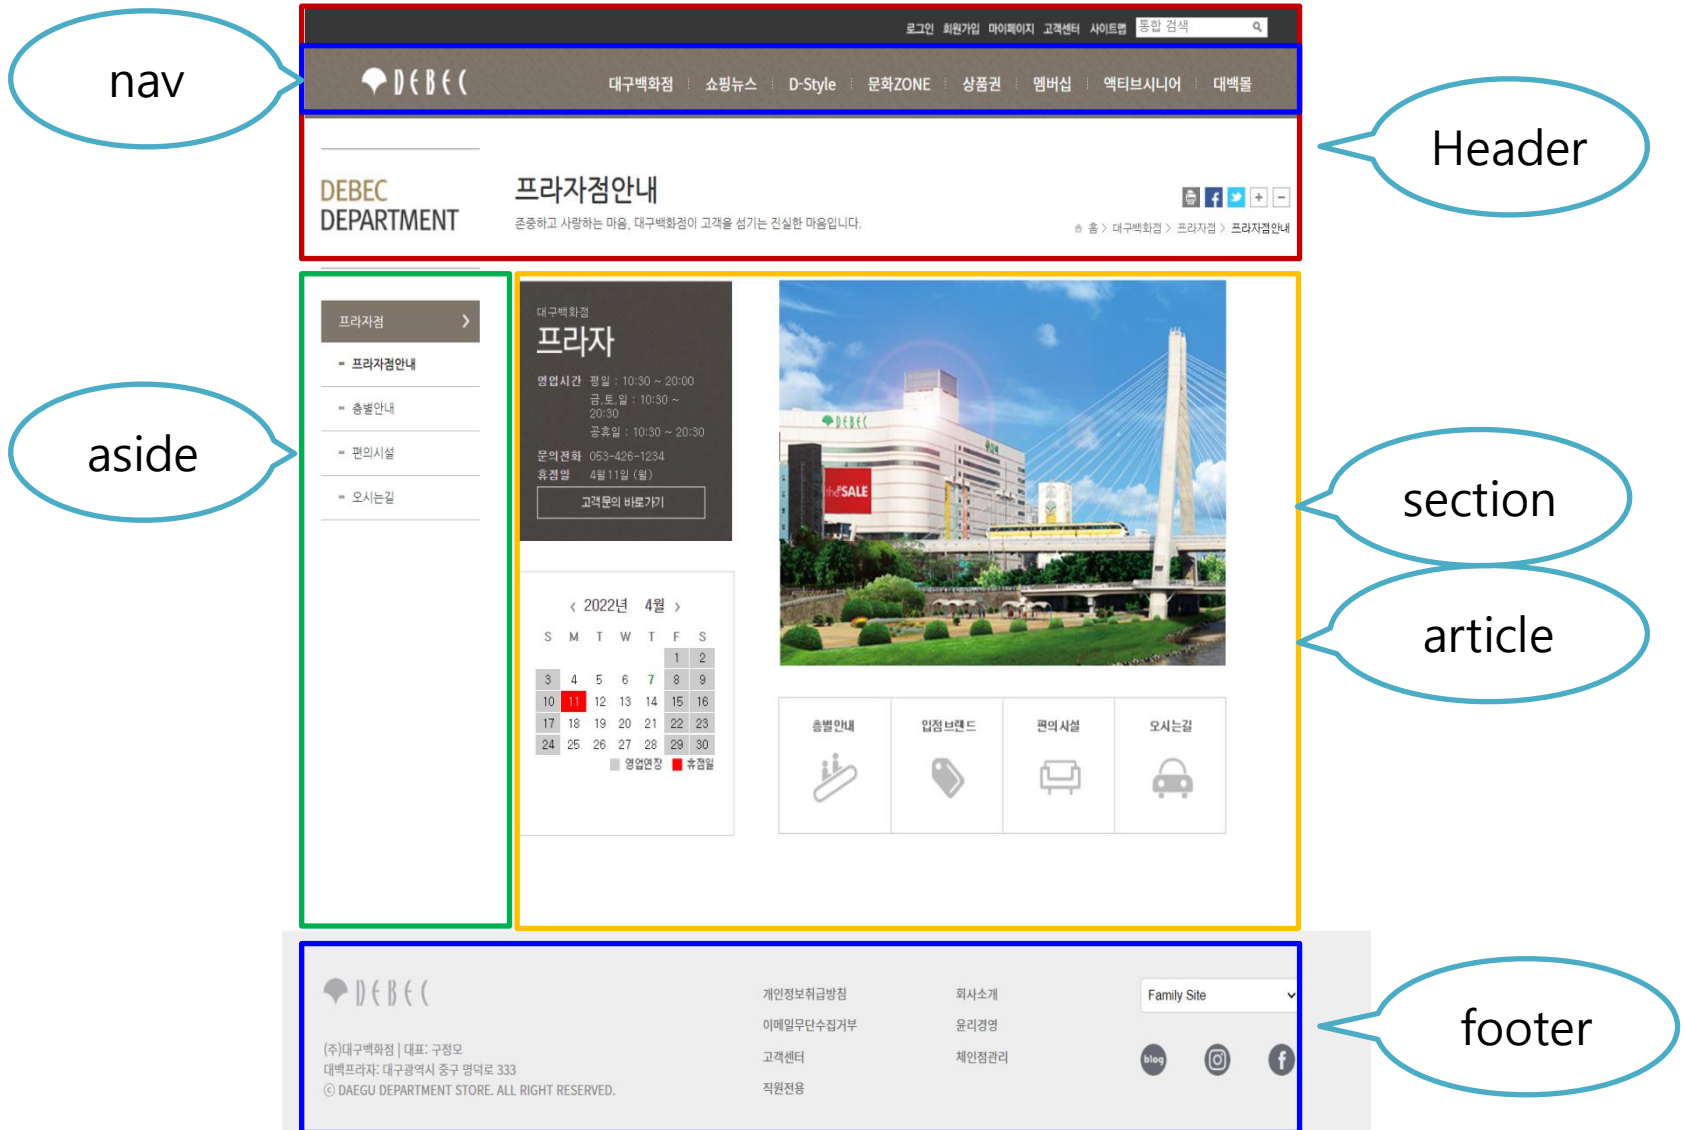 로그인 회원가입 마이페이지 고객센터 사이트맵 통합 검색
nav
DEBEC 대구백화점 쇼핑뉴스 D-Style 문화ZONE 상품권 멤버십 액티브시니어 대백몰
Header
DEBEC
DEPARTMENT
프라자점안내
존중하고 사랑하는 마음, 대구백화점이 고객을 섬기는 진실한 마음입니다.
홈 > 대구백화점 > 프라자점 > 프라자점안내
aside
프라자점
프라자점안내
층별안내
편의시설
오시는길
대구백화점
프라자
영업시간 평일 : 10:30 ~ 20:00
금,토,일 : 10:30 ~
20:30
공휴일 : 10:30 ~ 20:30
문의전화 053-426-1234
휴점일 4월11일 (월)
고객문의 바로가기
DEBEC
the SALE
section
article
< 2022년 4월 >
S M T W T F S
1 2
3 4 5 6 7 8 9
10 11 12 13 14 15 16
17 18 19 20 21 22 23
24 25 26 27 28 29 30
영업연장 휴점일
층별안내 입점브랜드 편의시설 오시는길
footer
DEBEC
(주)대구백화점 | 대표: 구정모
대백프라자: 대구광역시 중구 명덕로 333
ⓒ DAEGU DEPARTMENT STORE. ALL RIGHT RESERVED.
개인정보취급방침
이메일무단수집거부
고객센터
직원전용
회사소개
윤리경영
체인점관리
Family Site
blog